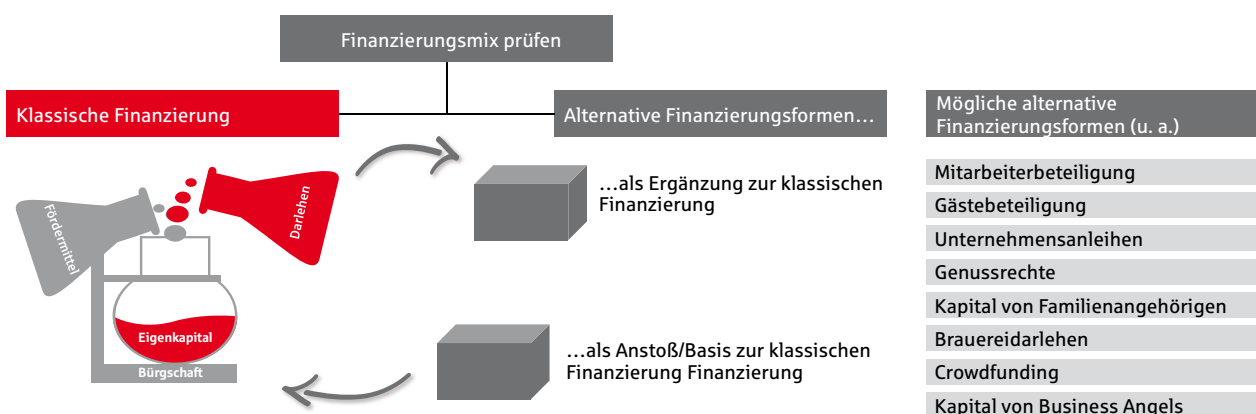 Finanzierungsmix prüfen
Klassische Finanzierung
Alternative Finanzierungsformen…
Fördermittel
Darlehen
Eigenkapital
Bürgschaft
…als Ergänzung zur klassischen
Finanzierung
…als Anstoß/Basis zur klassischen
Finanzierung Finanzierung
Mögliche alternative
Finanzierungsformen (u. a.)
Mitarbeiterbeteiligung
Gästebeteiligung
Unternehmensanleihen
Genussrechte
Kapital von Familienangehörigen
Brauereidarlehen
Crowdfunding
Kapital von Business Angels